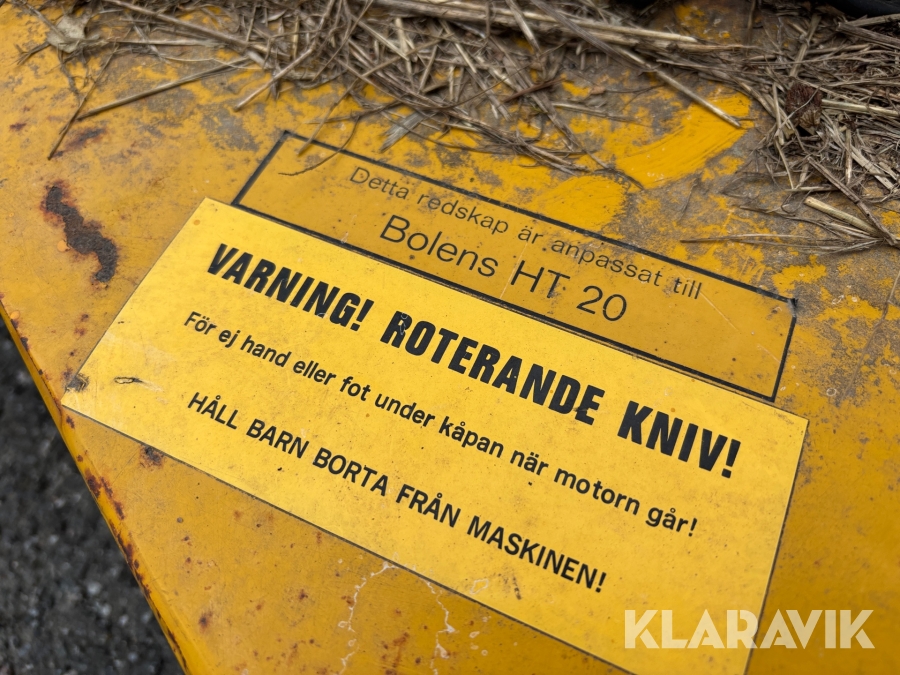 Detta redskap är anpassat till
Bolens HT 20
VARNING! ROTERANDE KNIV!
För ej hand eller fot under kåpan när motorn går!
HÅLL BARN BORTA FRÅN MASKINEN!
KLARAVIK